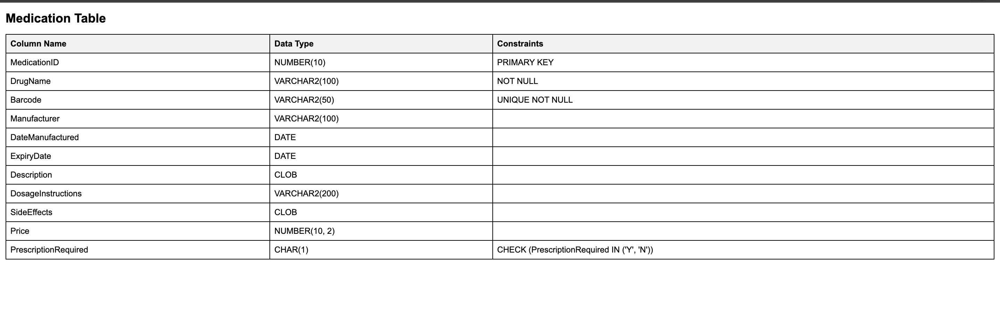 Medication Table
Column Name Data Type Constraints
MedicationID NUMBER(10) PRIMARY KEY
DrugName VARCHAR2(100) NOT NULL
Barcode VARCHAR2(50) UNIQUE NOT NULL
Manufacturer VARCHAR2(100)
DateManufactured DATE
ExpiryDate DATE
Description CLOB
DosageInstructions VARCHAR2(200)
SideEffects CLOB
Price NUMBER(10, 2)
PrescriptionRequired CHAR(1) CHECK (PrescriptionRequired IN ('Y', 'N'))